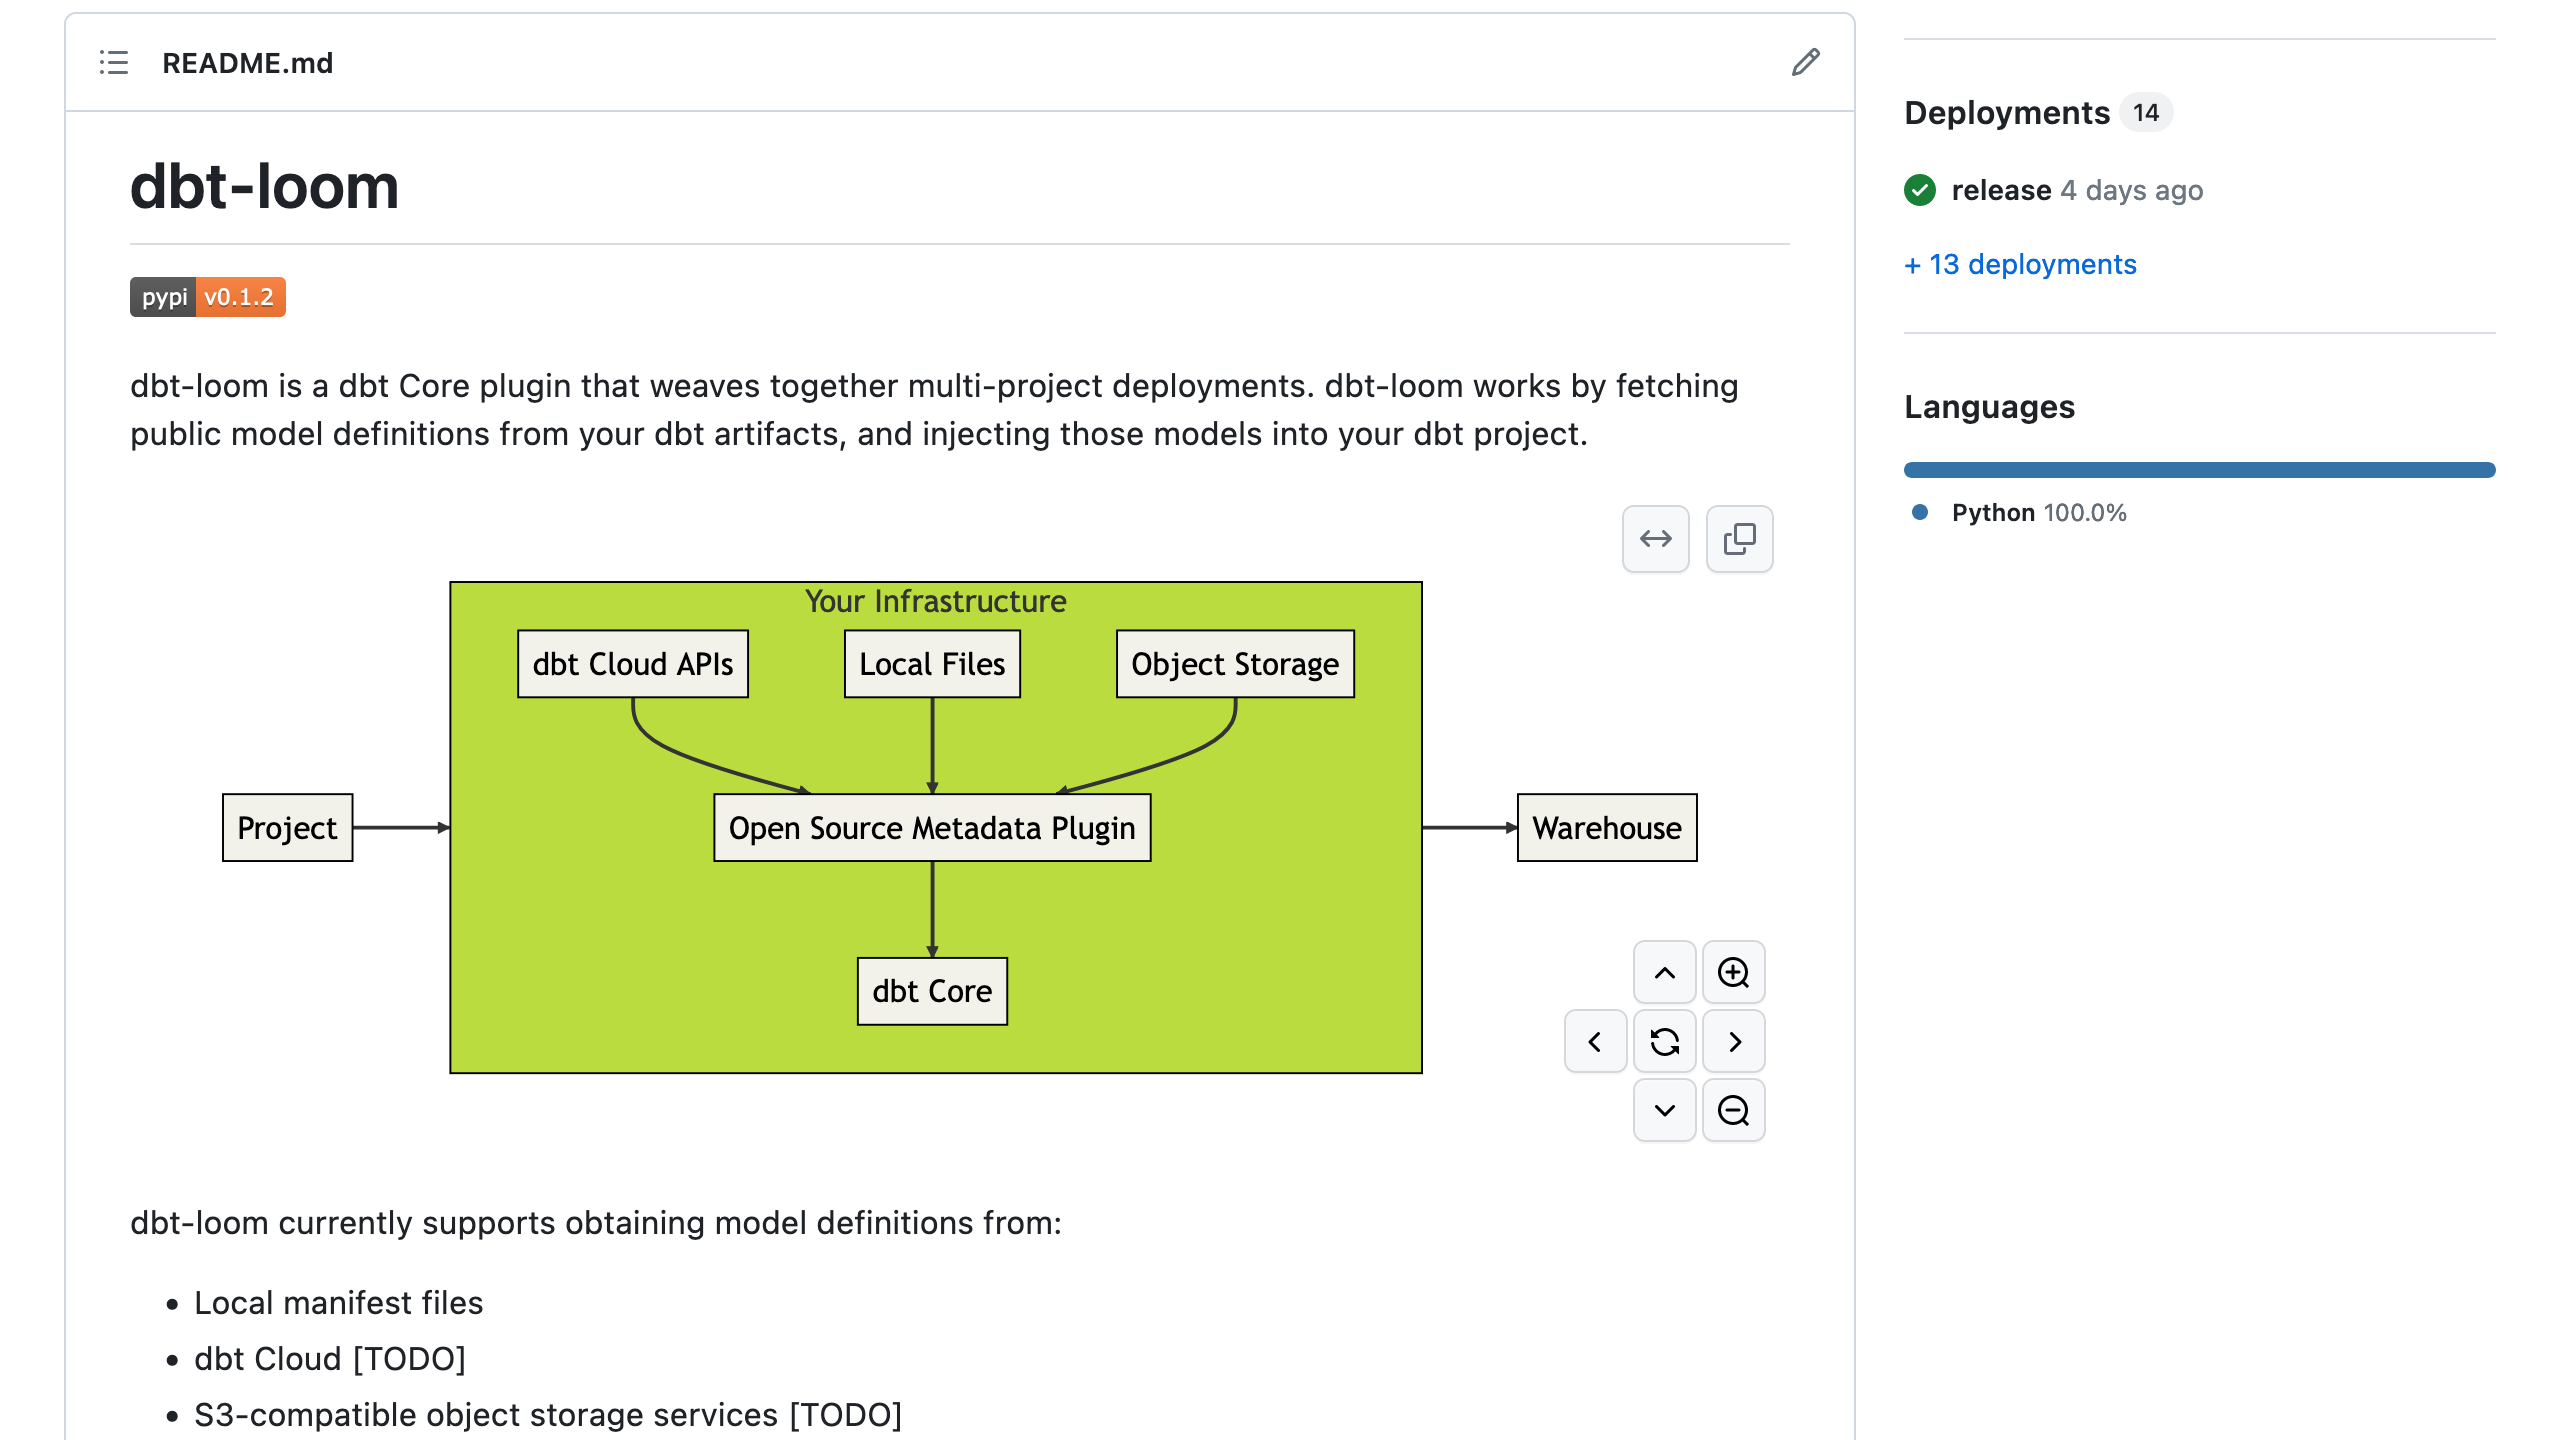 README.md
dbt-loom
pypi v0.1.2
dbt-loom is a dbt Core plugin that weaves together multi-project deployments. dbt-loom works by fetching
public model definitions from your dbt artifacts, and injecting those models into your dbt project.
Your Infrastructure
dbt Cloud APIs
Local Files
Object Storage
Project
Open Source Metadata Plugin
Warehouse
dbt Core
dbt-loom currently supports obtaining model definitions from:
• Local manifest files
• dbt Cloud [TODO]
• S3-compatible object storage services [TODO]
Deployments 14
release 4 days ago
+ 13 deployments
Languages
Python 100.0%